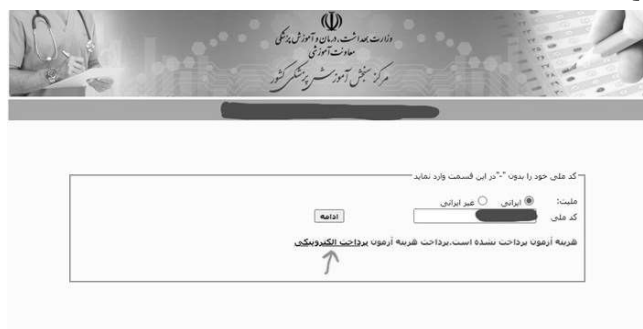 وزارت بهداشت، درمان و آموزش پزشکی
معاونت آموزشی
مرکز سنجش آموزش پزشکی کشور
کد ملی خود را بدون "-"در این قسمت وارد نماید
ملیت: ایرانی غیر ایرانی
کد ملی ادامه
هزینه آزمون پرداخت نشده است.پرداخت هزینه آزمون پرداخت الکترونیکی